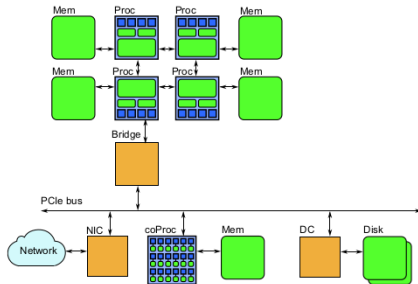 Mem Proc Proc Mem
Mem Proc Proc Mem
Bridge
PCIe bus
NIC coProc Mem DC Disk
Network